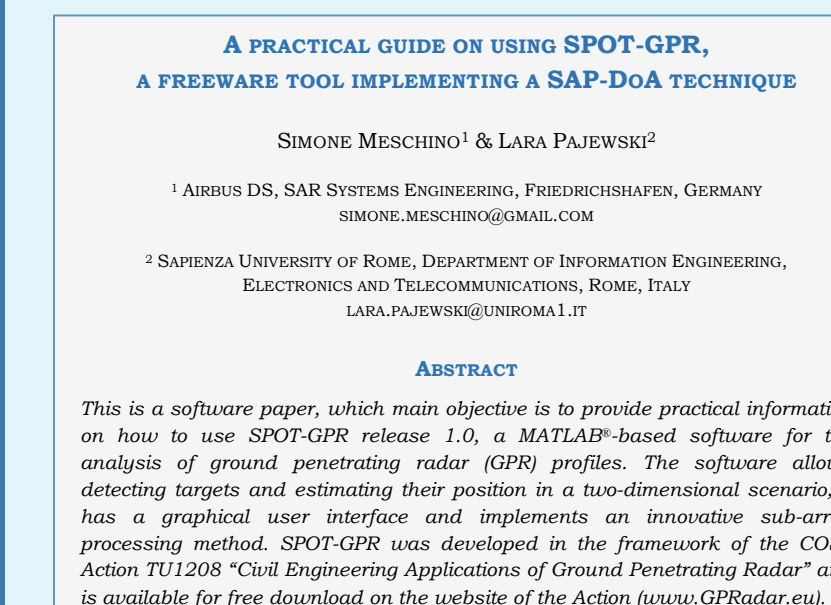 A PRACTICAL GUIDE ON USING SPOT-GPR,
A FREEWARE TOOL IMPLEMENTING A SAP-DOA TECHNIQUE
SIMONE MESCHINO¹ & LARA PAJEWSKI²
¹ AIRBUS DS, SAR SYSTEMS ENGINEERING, FRIEDRICHSHAFEN, GERMANY
SIMONE.MESCHINO@GMAIL.COM
² SAPIENZA UNIVERSITY OF ROME, DEPARTMENT OF INFORMATION ENGINEERING,
ELECTRONICS AND TELECOMMUNICATIONS, ROME, ITALY
LARA.PAJEWSKI@UNIROMA1.IT
ABSTRACT
This is a software paper, which main objective is to provide practical
on how to use SPOT-GPR release 1.0, a MATLAB®-based software for
analysis of ground penetrating radar (GPR) profiles. The software
detecting targets and estimating their position in a two-dimensional scenario,
has a graphical user interface and implements an innovative
processing method. SPOT-GPR was developed in the framework of the
Action TU1208 “Civil Engineering Applications of Ground Penetrating Radar”
is available for free download on the website of the Action (www.GPRadar.eu).